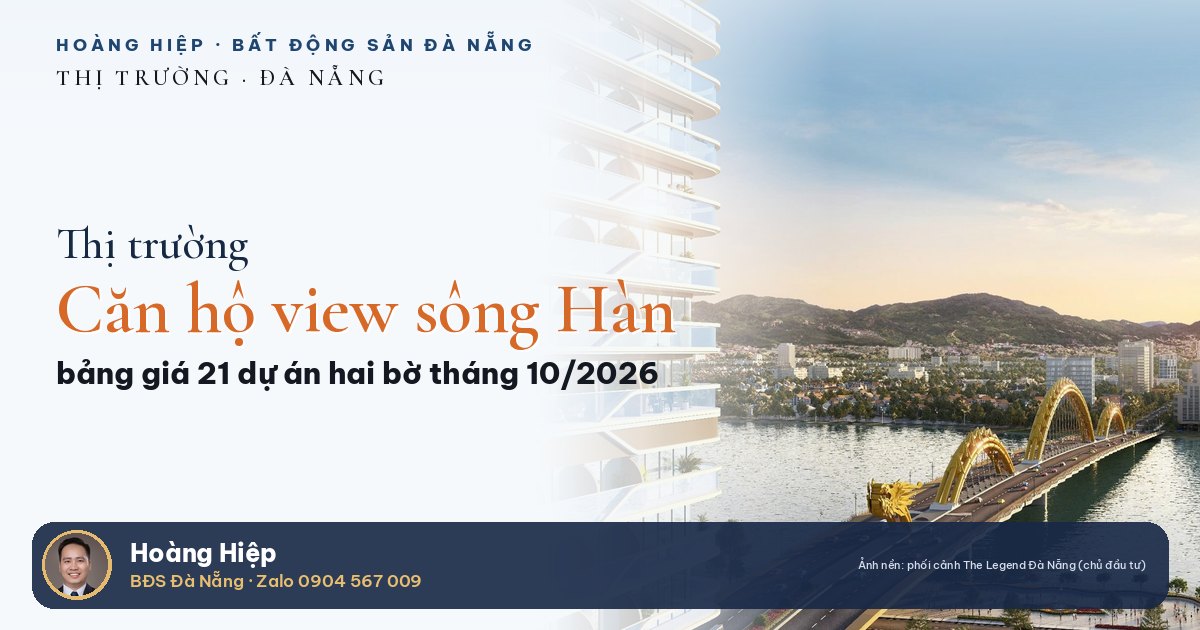 HOÀNG HIỆP · BẤT ĐỘNG SẢN ĐÀ NẴNG
THỊ TRƯỜNG · ĐÀ NẴNG
Thị trường
Căn hộ view sông Hàn
bảng giá 21 dự án hai bờ tháng 10/2026
Hoàng Hiệp
BĐS Đà Nẵng · Zalo 0904 567 009
Ảnh nền: phối cảnh The Legend Đà Nẵng (chủ đầu tư)